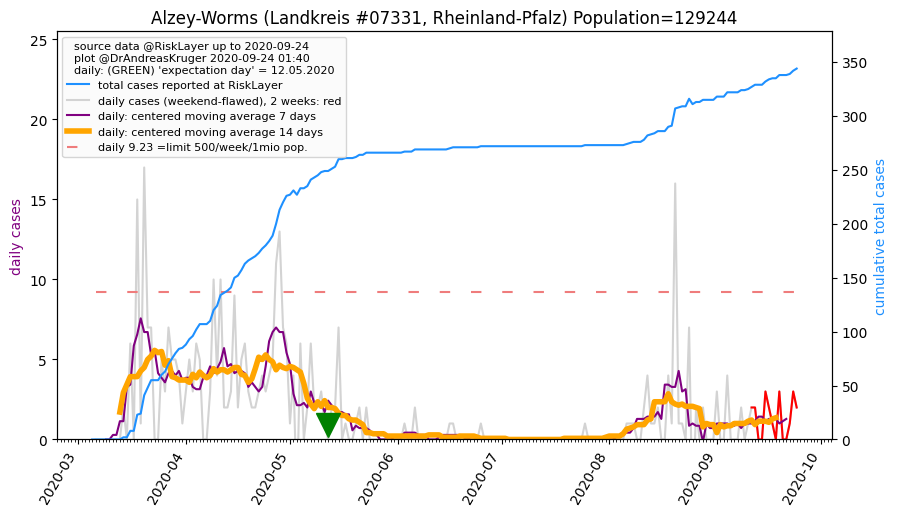 Alzey-Worms (Landkreis #07331, Rheinland-Pfalz) Population=129244
source data @RiskLayer up to 2020-09-24
plot @DrAndreasKruger 2020-09-24 01:40
daily: (GREEN) 'expectation day' = 12.05.2020
total cases reported at RiskLayer
daily cases (weekend-flawed), 2 weeks: red
daily: centered moving average 7 days
daily: centered moving average 14 days
daily 9.23 =limit 500/week/1mio pop.
daily cases
25
20
15
10
5
0
cumulative total cases
350
300
250
200
150
100
50
0
2020-03
2020-04
2020-05
2020-06
2020-07
2020-08
2020-09
2020-10